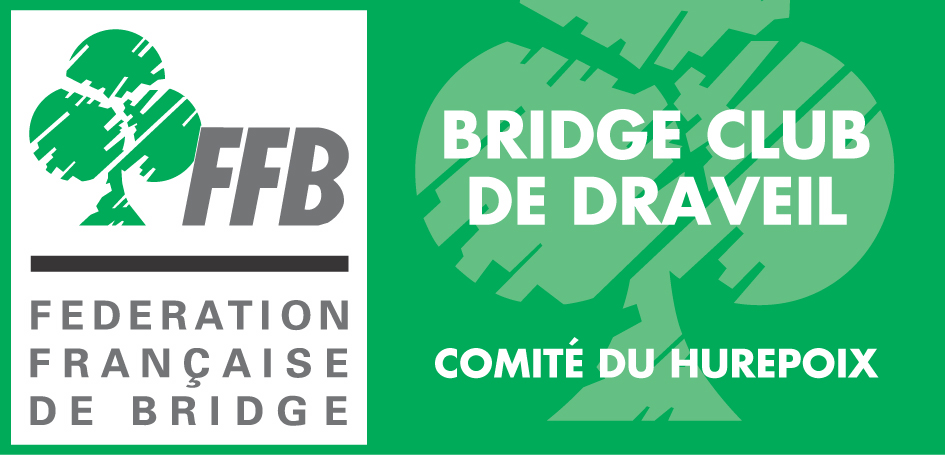 FFB
FEDERATION
FRANÇAISE
DE BRIDGE
BRIDGE CLUB
DE DRAVEIL
COMITÉ DU HUREPOIX